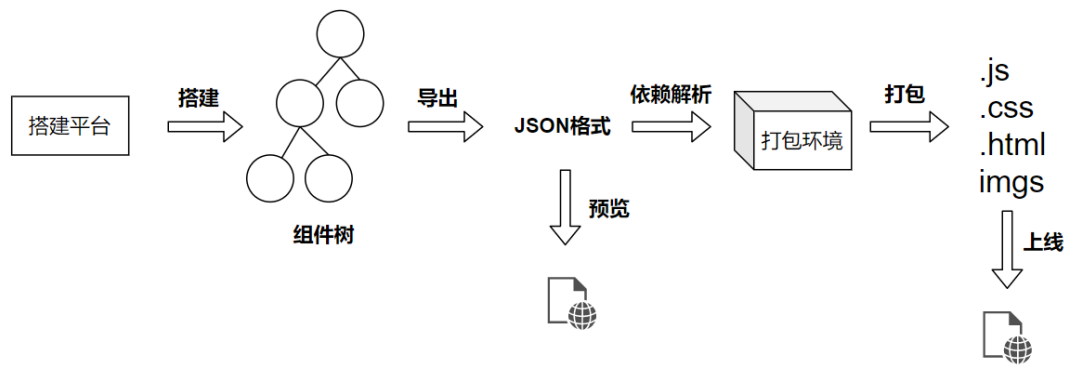 搭建平台
搭建
组件树
导出
JSON格式
预览
依赖解析
打包环境
打包
.js
.css
.html
imgs
上线